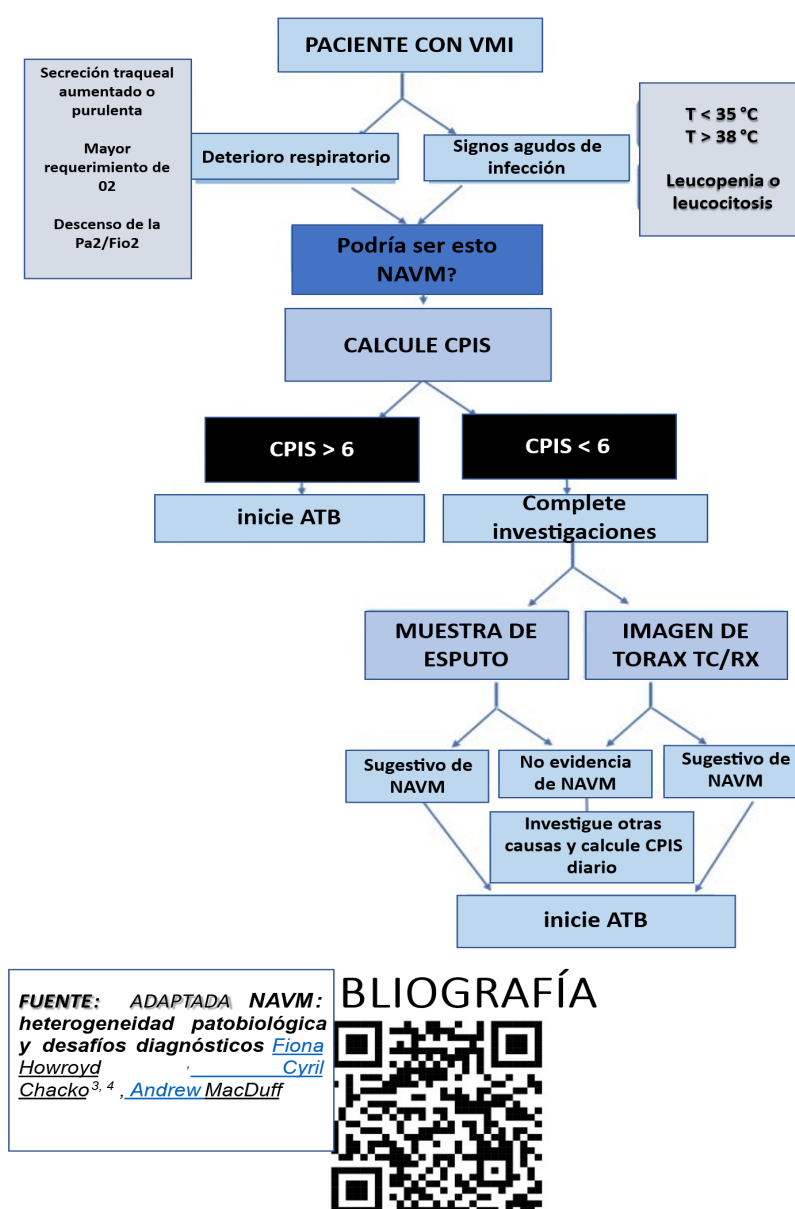 PACIENTE CON VMI
Secreción traqueal
aumentado o
purulenta
Mayor
requerimiento de
02
Descenso de la
Pa2/Fio2
Deterioro respiratorio
Signos agudos de
infección
T < 35 °C
T > 38 °C
Leucopenia o
leucocitosis
Podría ser esto
NAVM?
CALCULE CPIS
CPIS > 6
CPIS < 6
inicie ATB
Complete
investigaciones
MUESTRA DE
ESPUTO
IMAGEN DE
TORAX TC/RX
Sugestivo de
NAVM
No evidencia
de NAVM
Sugestivo de
NAVM
Investigue otras
causas y calcule CPIS
diario
inicie ATB
FUENTE: ADAPTADA NAVM:
heterogeneidad patobiológica
y desafíos diagnósticos Fiona
Howroyd , Cyril
Chacko 3, 4 , Andrew MacDuff
BLIOGRAFÍA